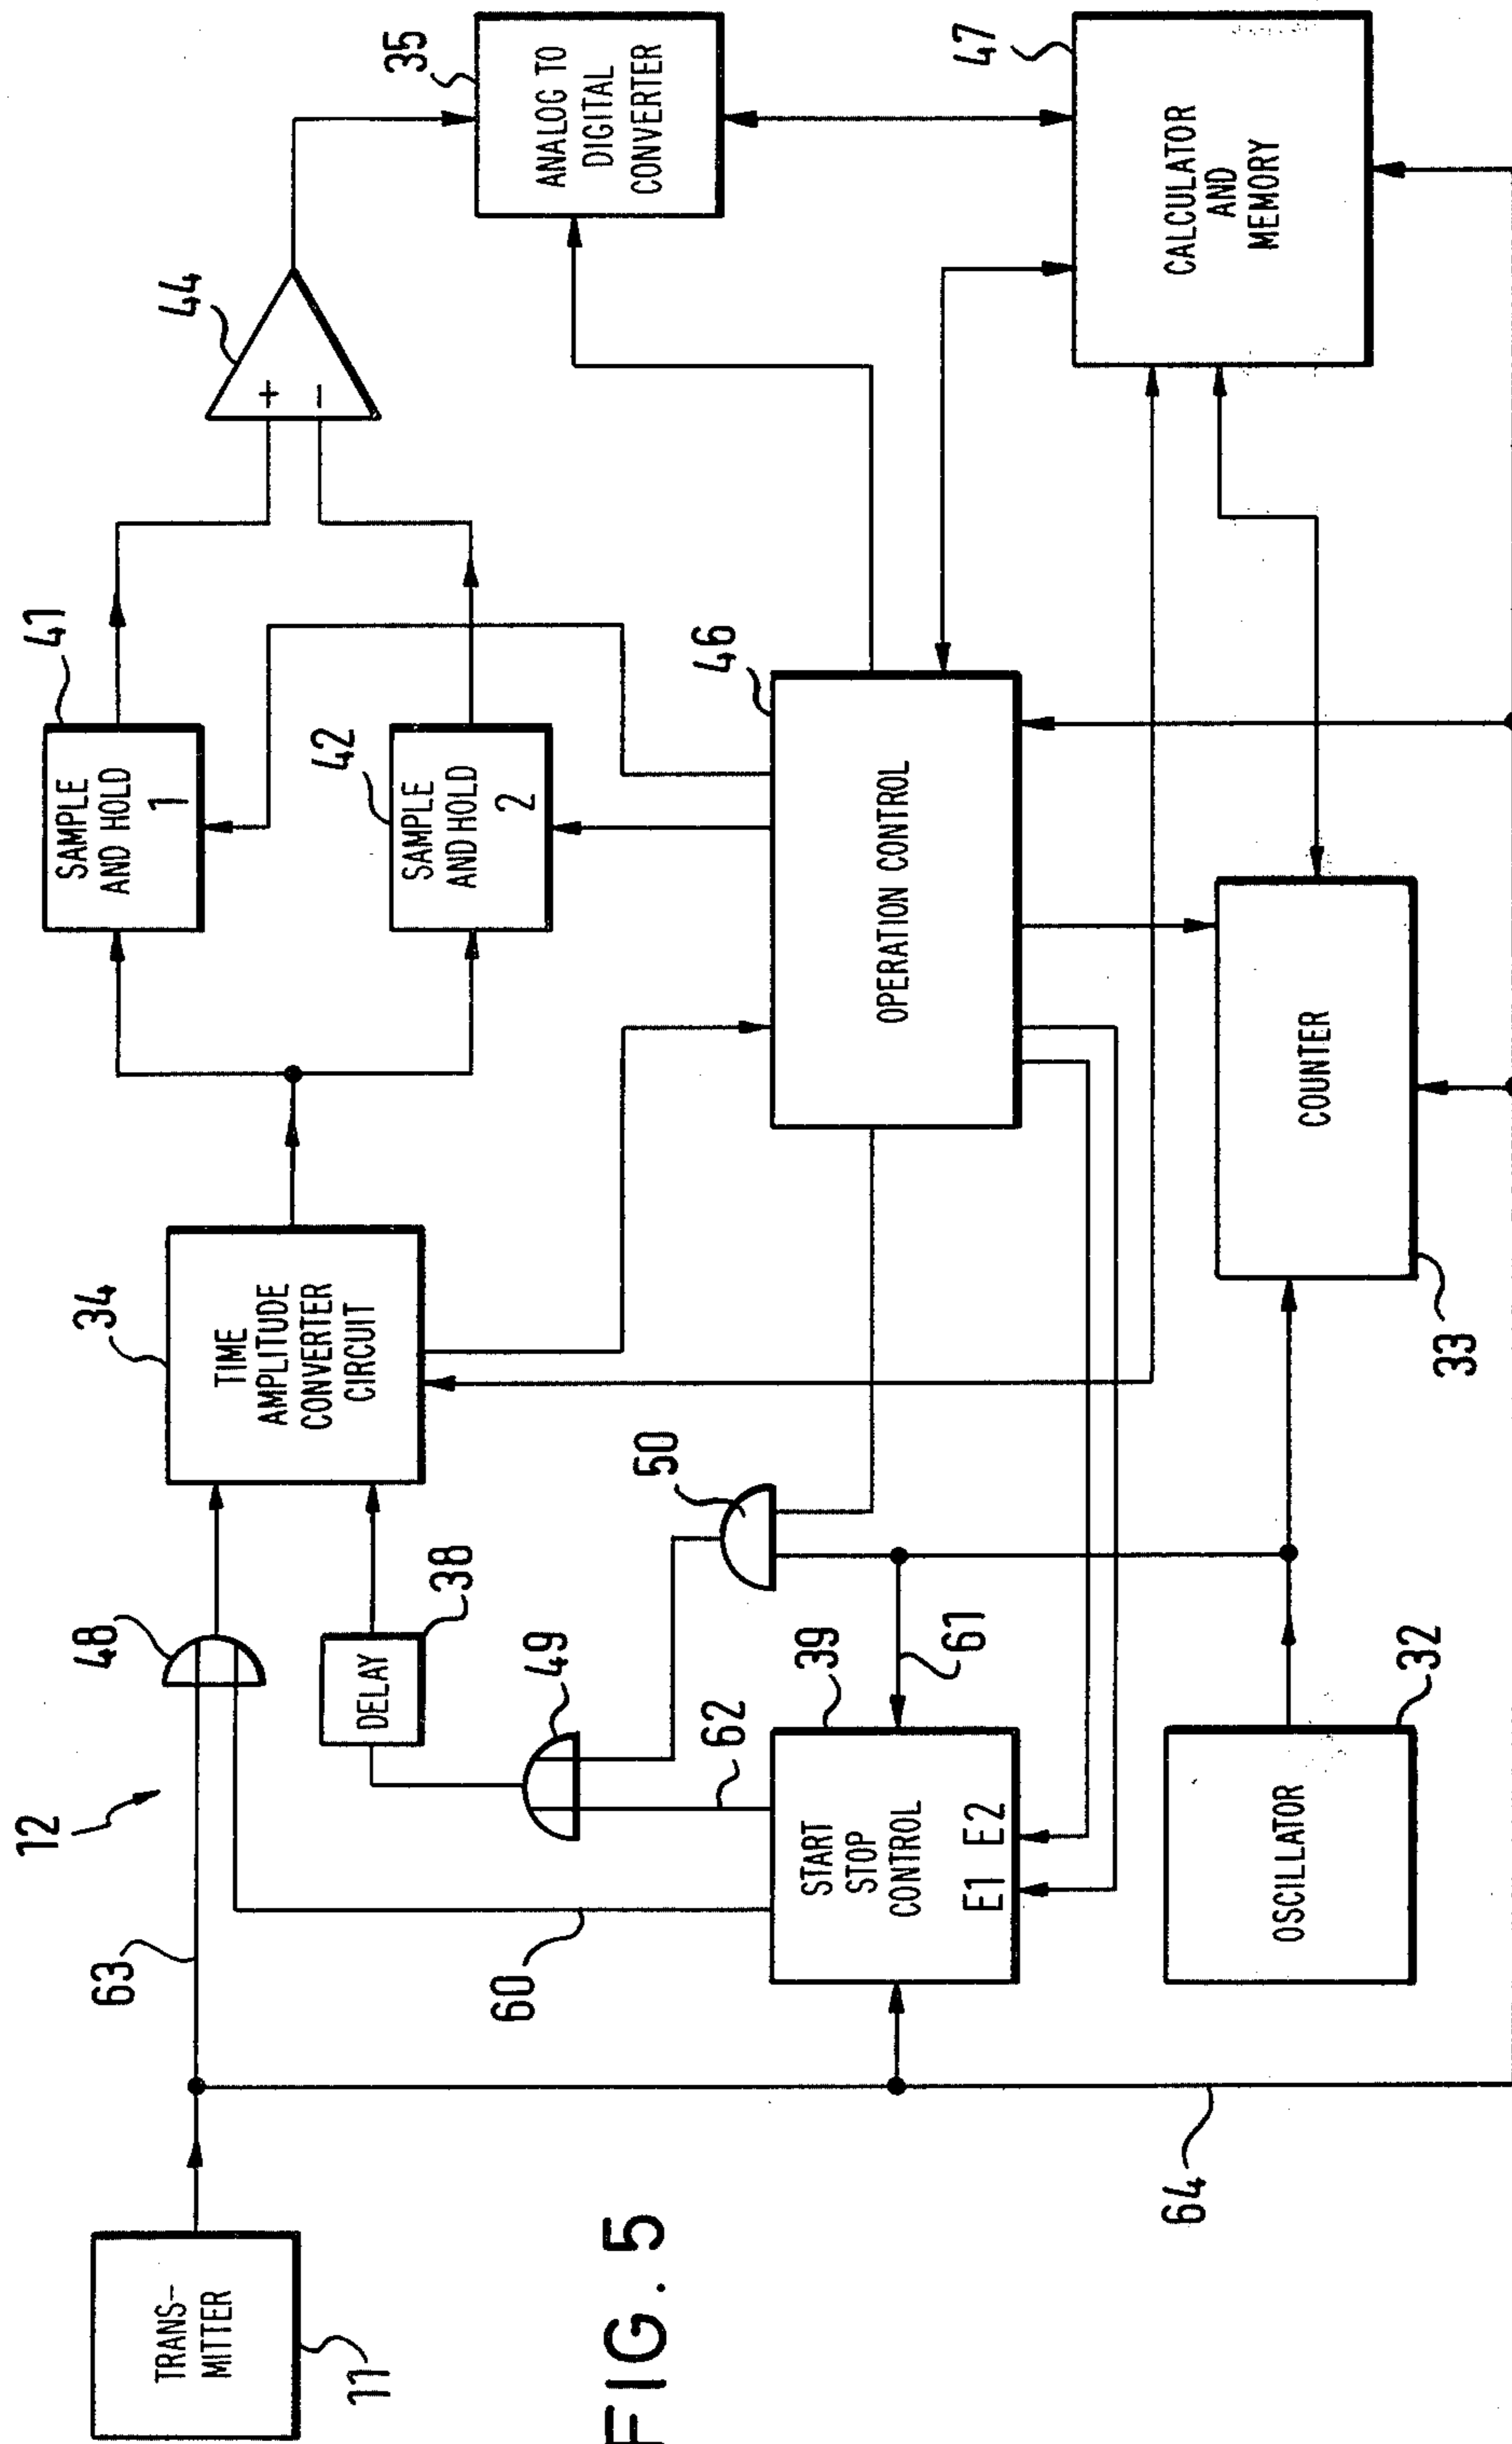 FIG. 5
12
TRANS-
MITTER
11
63
60
64
48
DELAY
38
49
62
50
61
39
START
STOP
CONTROL
E1 E2
OSCILLATOR
32
34
TIME
AMPLITUDE
CONVERTER
CIRCUIT
41
SAMPLE
AND HOLD
1
42
SAMPLE
AND HOLD
2
46
OPERATION CONTROL
COUNTER
33
44
+
−
35
ANALOG TO
DIGITAL
CONVERTER
47
CALCULATOR
AND
MEMORY